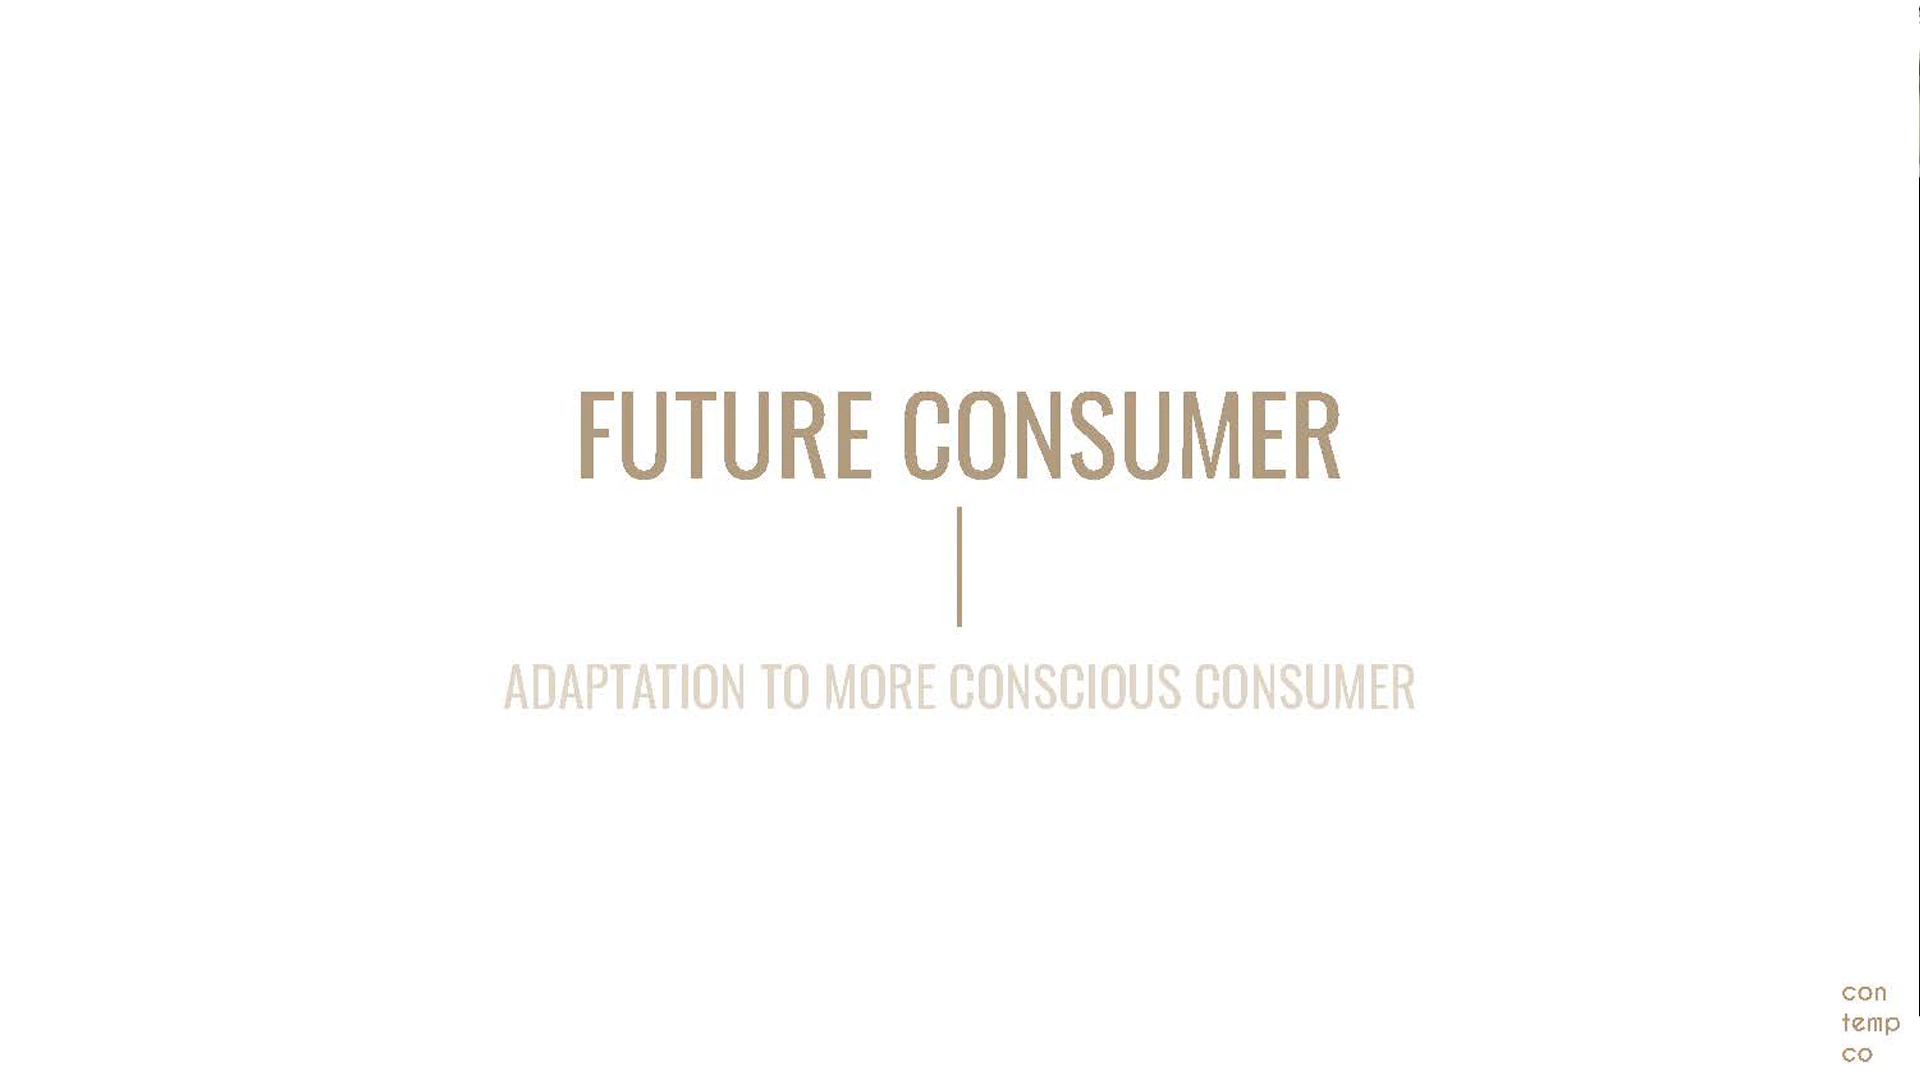 FUTURE CONSUMER
ADAPTATION TO MORE CONSCIOUS CONSUMER
con
temp
co